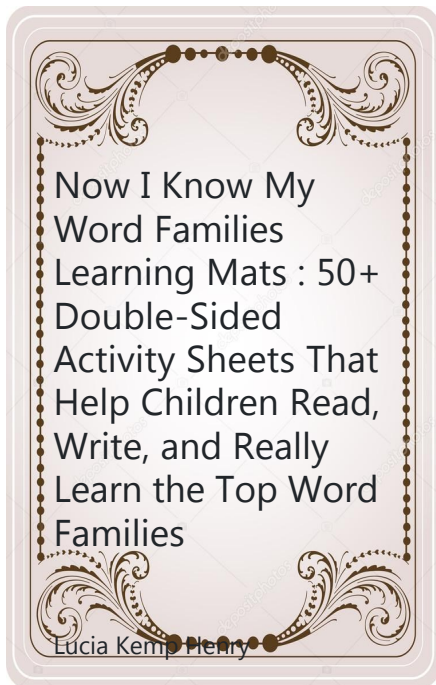 Now I Know My
Word Families
Learning Mats : 50+
Double-Sided
Activity Sheets That
Help Children Read,
Write, and Really
Learn the Top Word
Families
Lucia Kemp Henry